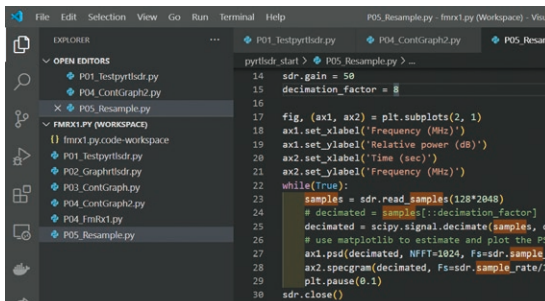 File Edit Selection View Go Run Terminal Help P05_Resample.py - fmrx1.py (Workspace) - Visu
EXPLORER ...
P01_Testpyrtlsdr.py P04_ContGraph2.py P05_Resam
OPEN EDITORS
P01_Testpyrtlsdr.py
P04_ContGraph2.py
P05_Resample.py
FMRX1.PY (WORKSPACE)
{} fmrx1.py.code-workspace
P01_Testpyrtlsdr.py
P02_Graphrtlsdr.py
P03_ContGraph.py
P04_ContGraph2.py
P04_FmRx1.py
P05_Resample.py
pyrtlsdr_start > P05_Resample.py > ...
14 sdr.gain = 50
15 decimation_factor = 8
16
17 fig, (ax1, ax2) = plt.subplots(2, 1)
18 ax1.set_xlabel('Frequency (MHz)')
19 ax1.set_ylabel('Relative power (dB)')
20 ax2.set_xlabel('Time (sec)')
21 ax2.set_ylabel('Frequency (MHz)')
22 while(True):
23 samples = sdr.read_samples(128*2048)
24 # decimated = samples[::decimation_factor]
25 decimated = scipy.signal.decimate(samples, d
26 # use matplotlib to estimate and plot the PS
27 ax1.psd(decimated, NFFT=1024, Fs=sdr.sample_
28 ax2.specgram(decimated, Fs=sdr.sample_rate/1
29 plt.pause(0.1)
30 sdr.close()